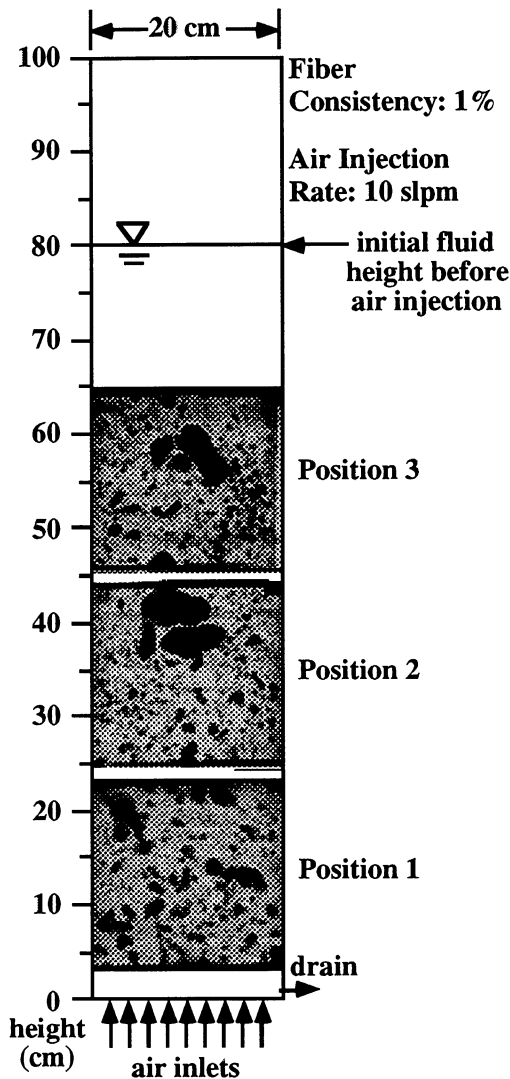 20 cm
100
Fiber
Consistency: 1%
90
Air Injection
Rate: 10 slpm
80
initial fluid
height before
air injection
70
60
Position 3
50
40
Position 2
30
20
Position 1
10
drain
0
height
(cm)
air inlets